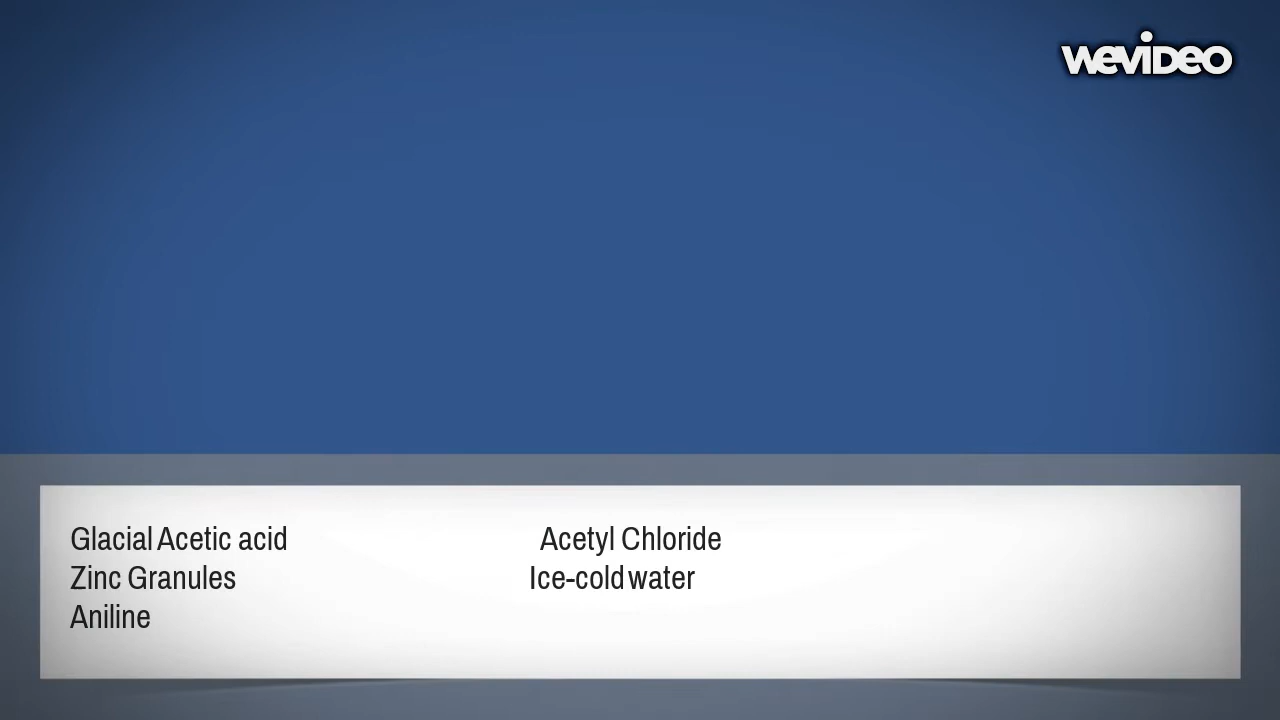 wevideo
Glacial Acetic acid Acetyl Chloride
Zinc Granules Ice-cold water
Aniline